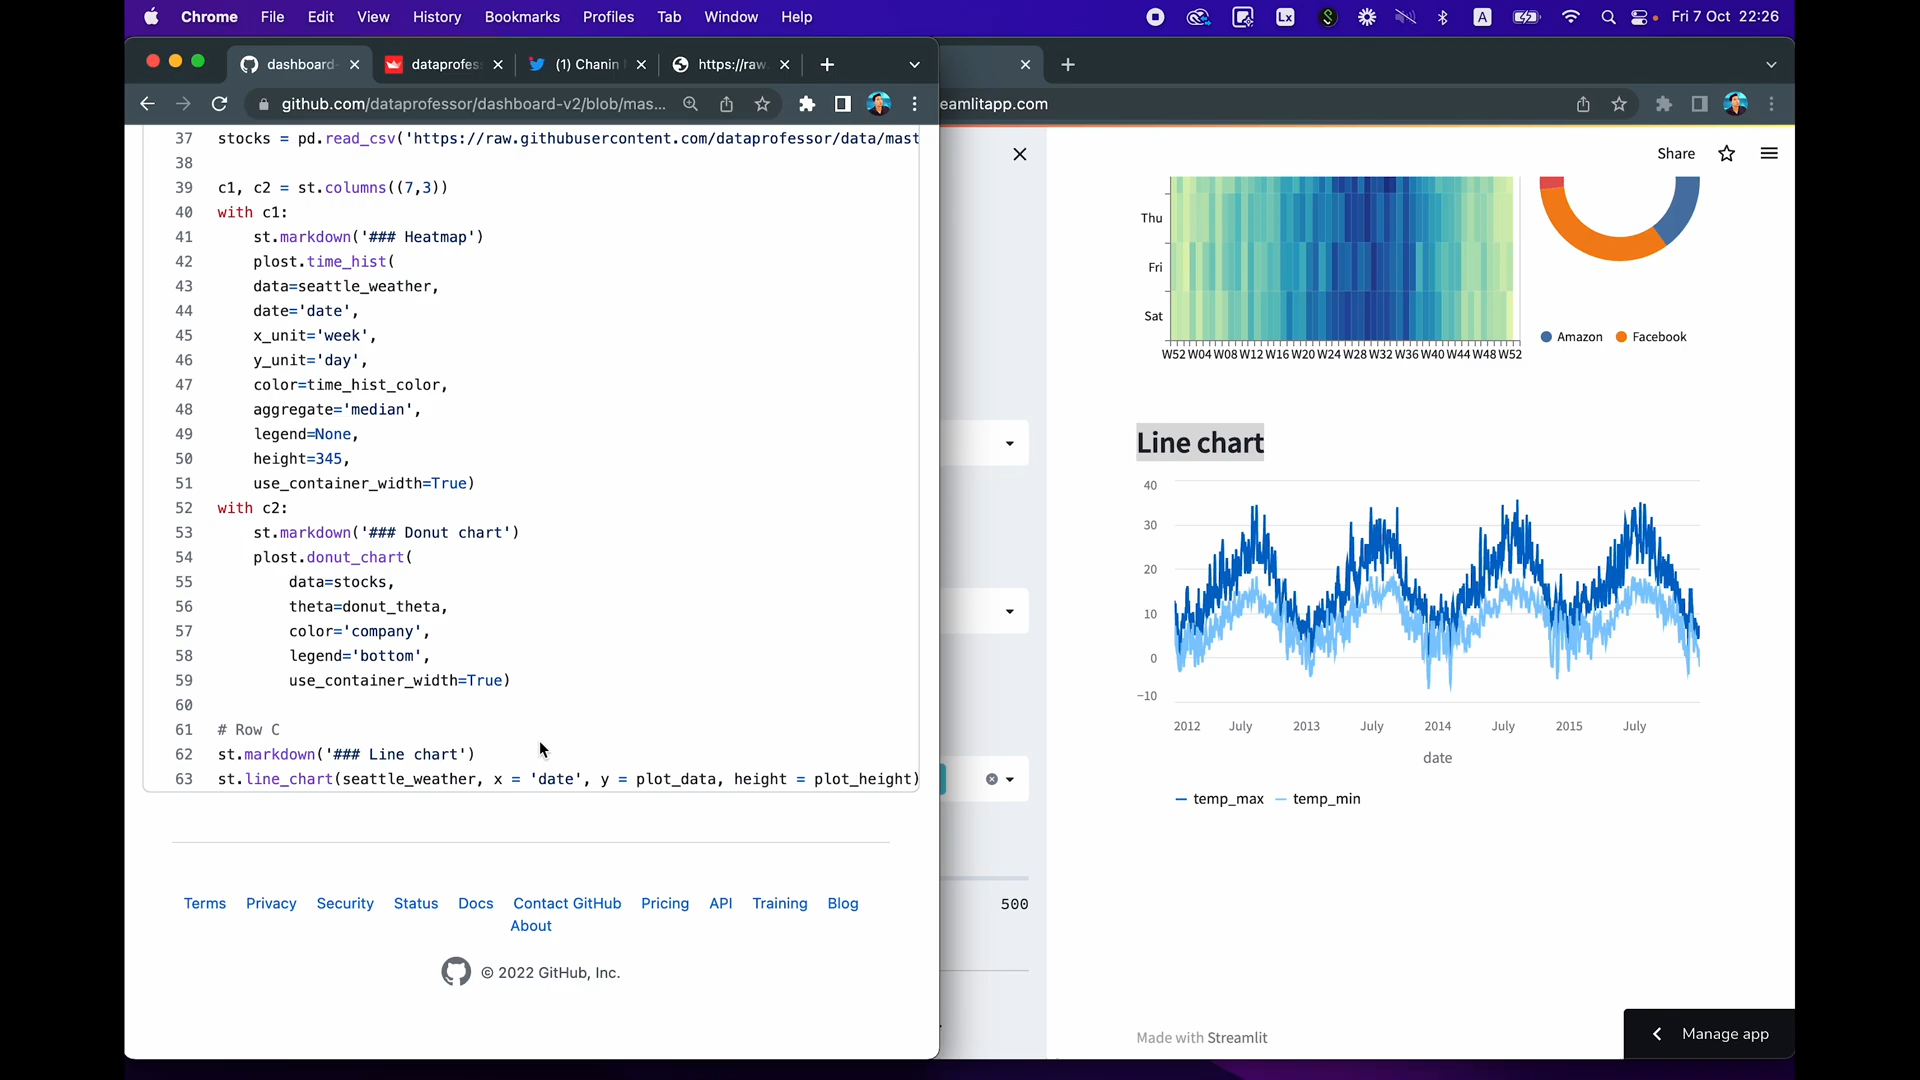 Chrome File Edit View History Bookmarks Profiles Tab Window Help
Lx S A Fri 7 Oct 22:26
dashboard- dataprofes (1) Chanin https://raw.
github.com/dataprofessor/dashboard-v2/blob/mas...
eamlitapp.com
37 stocks = pd.read_csv('https://raw.githubusercontent.com/dataprofessor/data/mast
38
39 c1, c2 = st.columns((7,3))
40 with c1:
41 st.markdown('### Heatmap')
42 plost.time_hist(
43 data=seattle_weather,
44 date='date',
45 x_unit='week',
46 y_unit='day',
47 color=time_hist_color,
48 aggregate='median',
49 legend=None,
50 height=345,
51 use_container_width=True)
52 with c2:
53 st.markdown('### Donut chart')
54 plost.donut_chart(
55 data=stocks,
56 theta=donut_theta,
57 color='company',
58 legend='bottom',
59 use_container_width=True)
60
61 # Row C
62 st.markdown('### Line chart')
63 st.line_chart(seattle_weather, x = 'date', y = plot_data, height = plot_height)
Terms Privacy Security Status Docs Contact GitHub Pricing API Training Blog
About
© 2022 GitHub, Inc.
500
Share
Thu
Fri
Sat
W52 W04 W08 W12 W16 W20 W24 W28 W32 W36 W40 W44 W48 W52
Amazon Facebook
Line chart
40
30
20
10
0
−10
2012 July 2013 July 2014 July 2015 July
date
temp_max temp_min
Made with Streamlit
Manage app